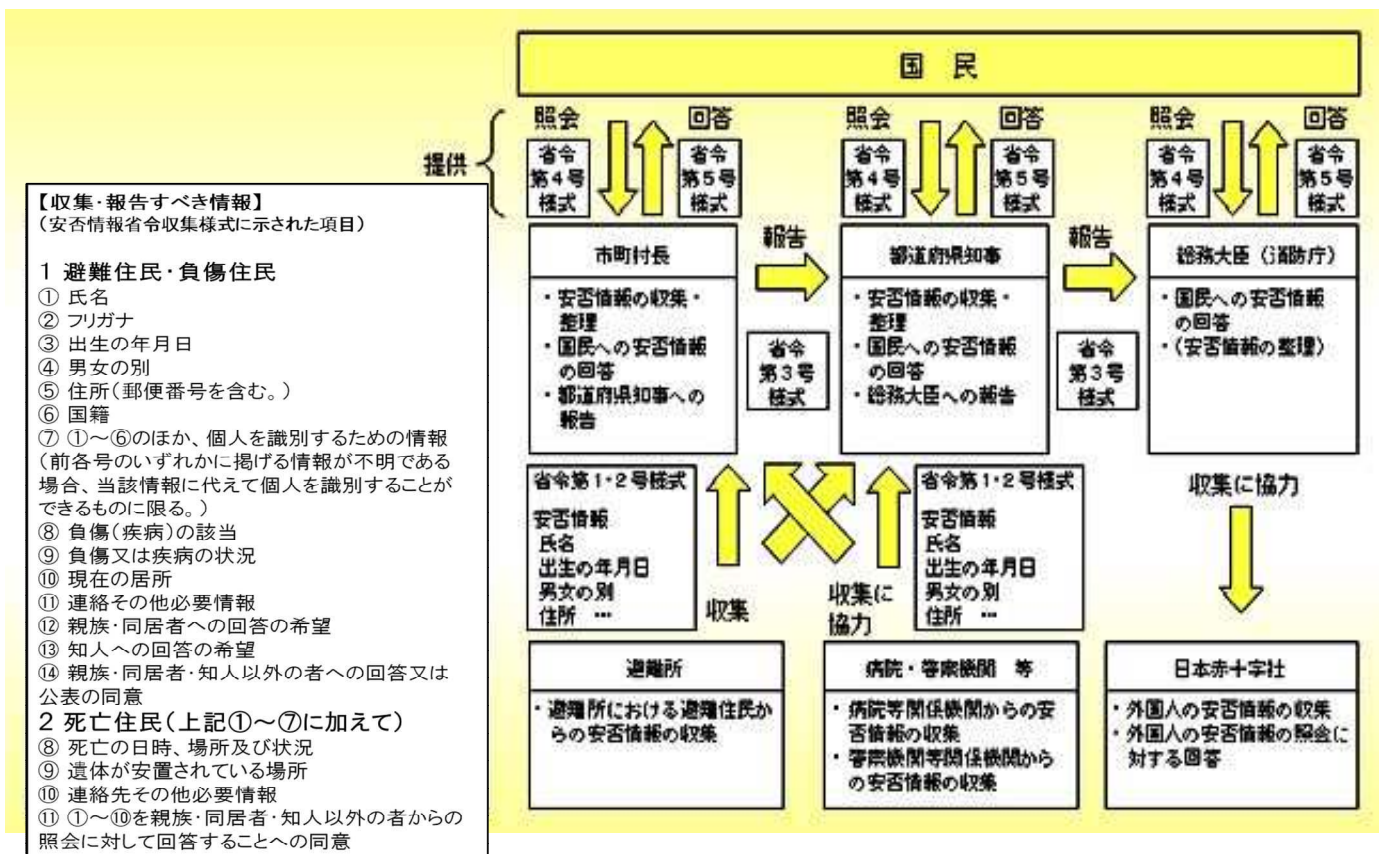 国 民
照会
回答
照会
回答
照会
回答
提供
省令
第4号
様式
省令
第5号
様式
省令
第4号
様式
省令
第5号
様式
省令
第4号
様式
省令
第5号
様式
【収集･報告すべき情報】
(安否情報省令収集様式に示された項目)
1 避難住民･負傷住民
① 氏名
② フリガナ
③ 出生の年月日
④ 男女の別
⑤ 住所(郵便番号を含む。)
⑥ 国籍
⑦ ①～⑥のほか、個人を識別するための情報
(前各号のいずれかに掲げる情報が不明である
場合、当該情報に代えて個人を識別することが
できるものに限る。)
⑧ 負傷(疾病)の該当
⑨ 負傷又は疾病の状況
⑩ 現在の居所
⑪ 連絡その他必要情報
⑫ 親族･同居者への回答の希望
⑬ 知人への回答の希望
⑭ 親族･同居者･知人以外の者への回答又は
公表の同意
2 死亡住民(上記①～⑦に加えて)
⑧ 死亡の日時、場所及び状況
⑨ 遺体が安置されている場所
⑩ 連絡先その他必要情報
⑪ ①～⑩を親族･同居者･知人以外の者からの
照会に対して回答することへの同意
市町村長
・安否情報の収集・
整理
・国民への安否情報
の回答
・都道府県知事への
報告
報告
省令
第3号
様式
都道府県知事
・安否情報の収集・
整理
・国民への安否情報
の回答
・総務大臣への報告
報告
省令
第3号
様式
総務大臣（消防庁）
・国民への安否情報
の回答
・（安否情報の整理）
省令第1・2号様式
安否情報
氏名
出生の年月日
男女の別
住所 …
収集
収集に
協力
省令第1・2号様式
安否情報
氏名
出生の年月日
男女の別
住所 …
収集に協力
避難所
・避難所における避難住民か
らの安否情報の収集
病院・警察機関 等
・病院等関係機関からの安
否情報の収集
・警察機関等関係機関から
の安否情報の収集
日本赤十字社
・外国人の安否情報の収集
・外国人の安否情報の照会に
対する回答